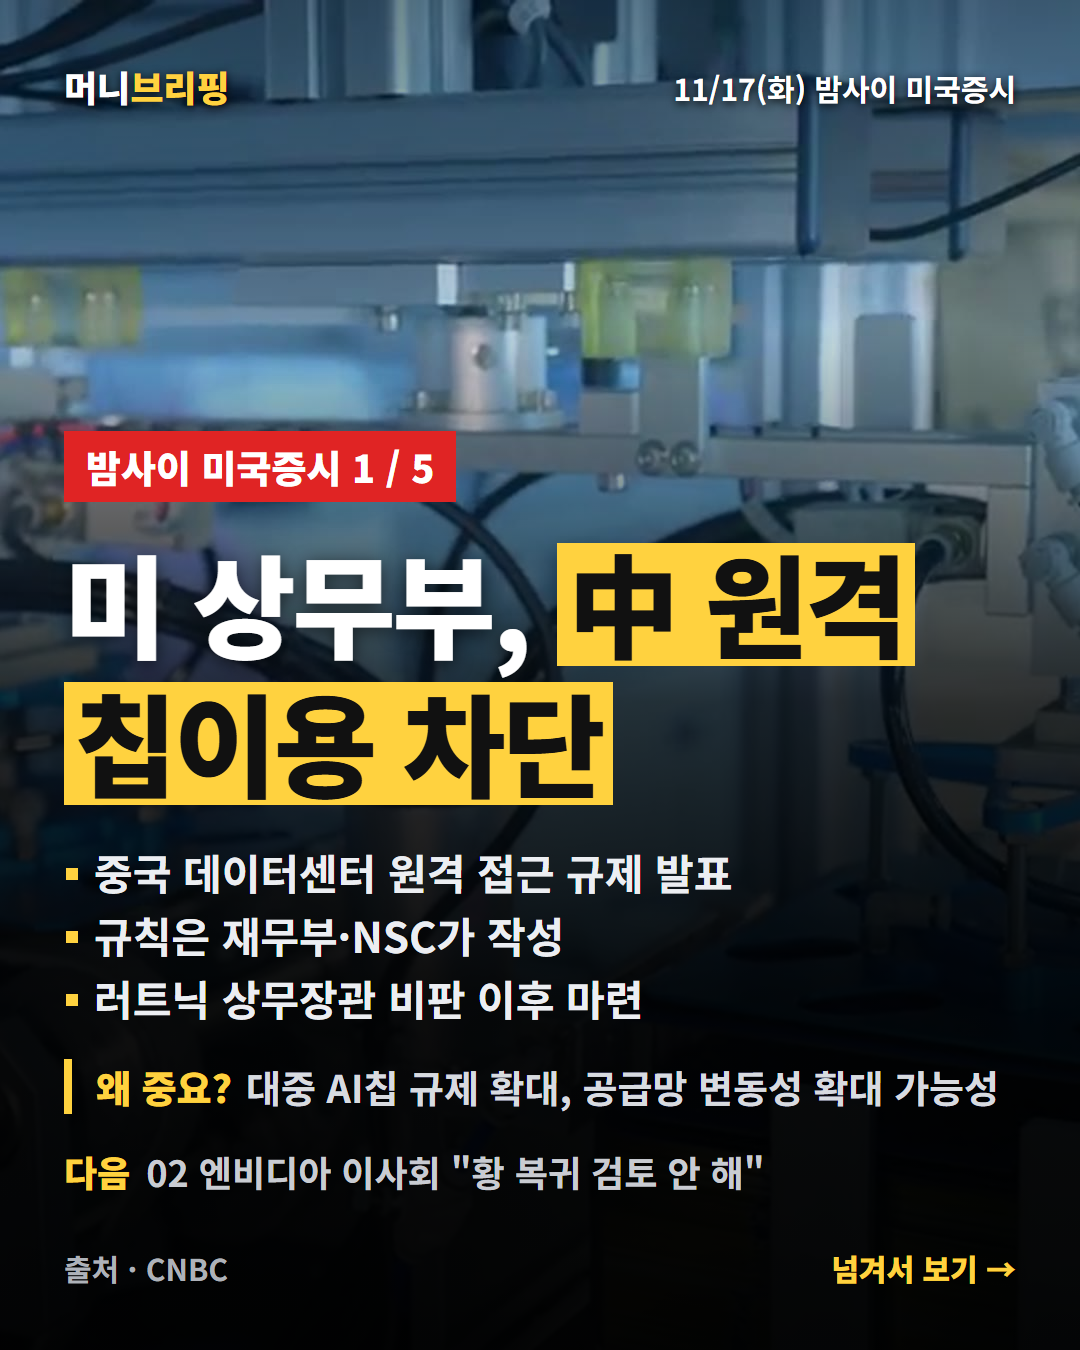 머니브리핑
11/17(화) 밤사이 미국증시
밤사이 미국증시 1 / 5
미 상무부, 中 원격
칩이용 차단
중국 데이터센터 원격 접근 규제 발표
규칙은 재무부·NSC가 작성
러트닉 상무장관 비판 이후 마련
왜 중요? 대중 AI칩 규제 확대, 공급망 변동성 확대 가능성
다음 02 엔비디아 이사회 "황 복귀 검토 안 해"
출처 · CNBC
넘겨서 보기 →